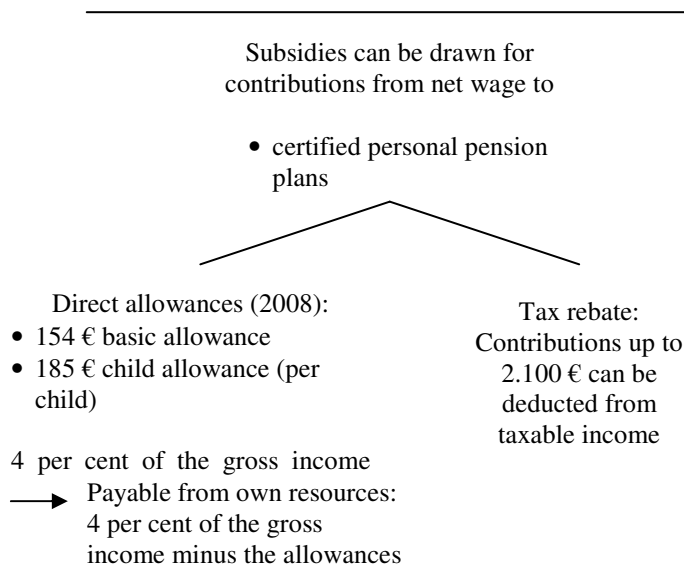 Subsidies can be drawn for
contributions from net wage to
• certified personal pension
plans
Direct allowances (2008):
• 154 € basic allowance
• 185 € child allowance (per
child)
4 per cent of the gross income
Payable from own resources:
4 per cent of the gross
income minus the allowances
Tax rebate:
Contributions up to
2.100 € can be
deducted from
taxable income